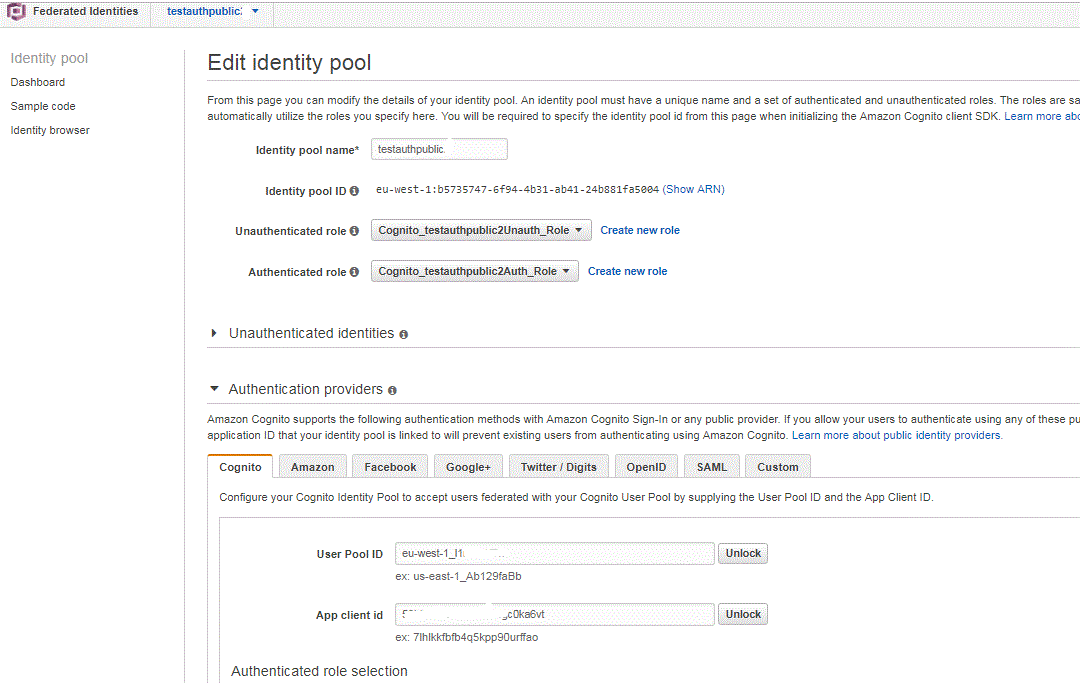 Federated Identities testauthpublic2
Identity pool
Dashboard
Sample code
Identity browser
Edit identity pool
From this page you can modify the details of your identity pool. An identity pool must have a unique name and a set of authenticated and unauthenticated roles. The roles are sa
automatically utilize the roles you specify here. You will be required to specify the identity pool id from this page when initializing the Amazon Cognito client SDK. Learn more abo
Identity pool name* testauthpublic
Identity pool ID eu-west-1:b5735747-6f94-4b31-ab41-24b881fa5004 (Show ARN)
Unauthenticated role Cognito_testauthpublic2Unauth_Role Create new role
Authenticated role Cognito_testauthpublic2Auth_Role Create new role
Unauthenticated identities
Authentication providers
Amazon Cognito supports the following authentication methods with Amazon Cognito Sign-In or any public provider. If you allow your users to authenticate using any of these pu
application ID that your identity pool is linked to will prevent existing users from authenticating using Amazon Cognito. Learn more about public identity providers.
Cognito Amazon Facebook Google+ Twitter / Digits OpenID SAML Custom
Configure your Cognito Identity Pool to accept users federated with your Cognito User Pool by supplying the User Pool ID and the App Client ID.
User Pool ID eu-west-1_I1 Unlock
ex: us-east-1_Ab129faBb
App client id c0ka6vt Unlock
ex: 7lhlkkfbfb4q5kpp90urffao
Authenticated role selection